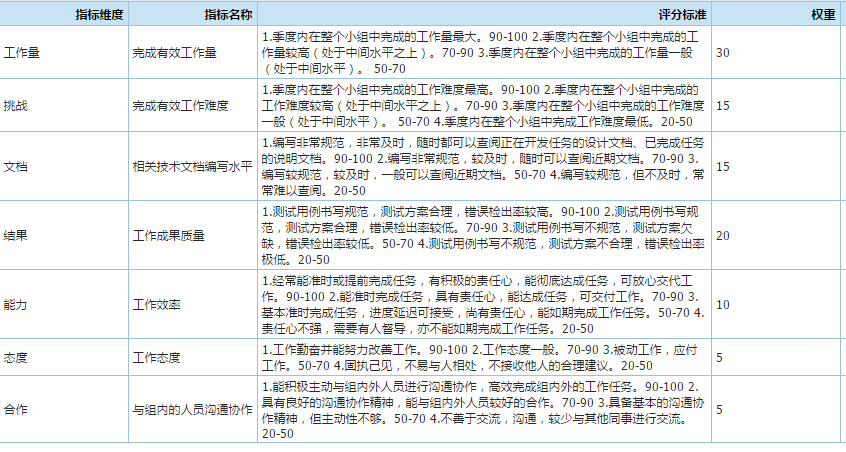 指标维度 指标名称 评分标准 权重
工作量 完成有效工作量 30
1.季度内在整个小组中完成的工作量最大。90-100 2.季度内在整个小组中完成的工
作量较高（处于中间水平之上）。70-90 3.季度内在整个小组中完成的工作量一般
（处于中间水平）。 50-70
挑战 完成有效工作难度 15
1.季度内在整个小组中完成的工作难度最高。90-100 2.季度内在整个小组中完成的
工作难度较高（处于中间水平之上）。70-90 3.季度内在整个小组中完成的工作难度
一般（处于中间水平）。 50-70 4.季度内在整个小组中完成工作难度最低。20-50
文档 相关技术文档编写水平 15
1.编写非常规范，非常及时，随时都可以查阅正在开发任务的设计文档、已完成任务
的说明文档。90-100 2.编写非常规范，较及时，随时可以查阅近期文档。70-90 3.
编写较规范，较及时，一般可以查阅近期文档。50-70 4.编写较规范，但不及时，常
常难以查阅。20-50
结果 工作成果质量 20
1.测试用例书写规范，测试方案合理，错误检出率较高。90-100 2.测试用例书写规
范，测试方案合理，错误检出率较低。70-90 3.测试用例书写不规范，测试方案欠
缺，错误检出率较低。50-70 4.测试用例书写不规范，测试方案不合理，错误检出率
极低。20-50
能力 工作效率 10
1.经常能准时或提前完成任务，有积极的责任心，能彻底达成任务，可放心交代工
作。90-100 2.能准时完成任务，具有责任心，能达成任务，可交付工作。70-90 3.
基本准时完成任务，进度延迟可接受，尚有责任心，能如期完成工作任务。50-70 4.
责任心不强，需要有人督导，亦不能如期完成工作任务。20-50
态度 工作态度 5
1.工作勤奋并能努力改善工作。90-100 2.工作态度一般。70-90 3.被动工作，应付
工作。50-70 4.固执己见，不易与人相处，不接收他人的合理建议。20-50
合作 与组内的人员沟通协作 5
1.能积极主动与组内外人员进行沟通协作，高效完成组内外的工作任务。90-100 2.
具有良好的沟通协作精神，能与组内外人员较好的合作。70-90 3.具备基本的沟通协
作精神，但主动性不够。50-70 4.不善于交流，沟通，较少与其他同事进行交流。
20-50